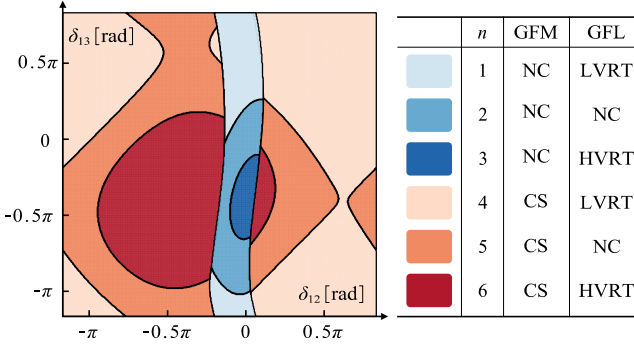 δ13 [rad]
0.5π
0
-0.5π
-π
δ12 [rad]
-π -0.5π 0 0.5π
n GFM GFL
1 NC LVRT
2 NC NC
3 NC HVRT
4 CS LVRT
5 CS NC
6 CS HVRT